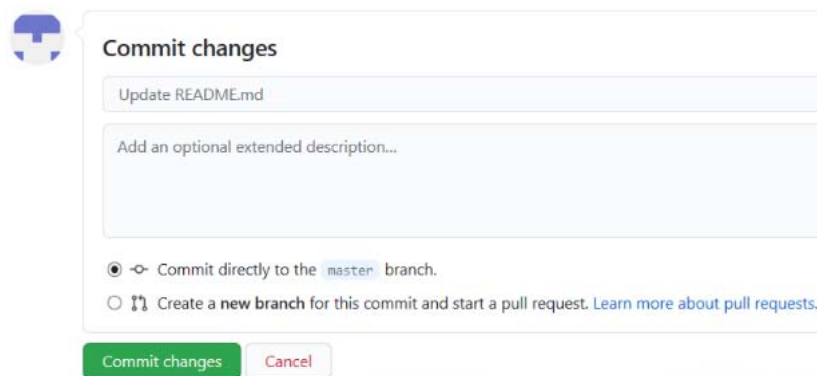 Commit changes
Update README.md
Add an optional extended description...
Commit directly to the master branch.
Create a new branch for this commit and start a pull request. Learn more about pull requests.
Commit changes
Cancel